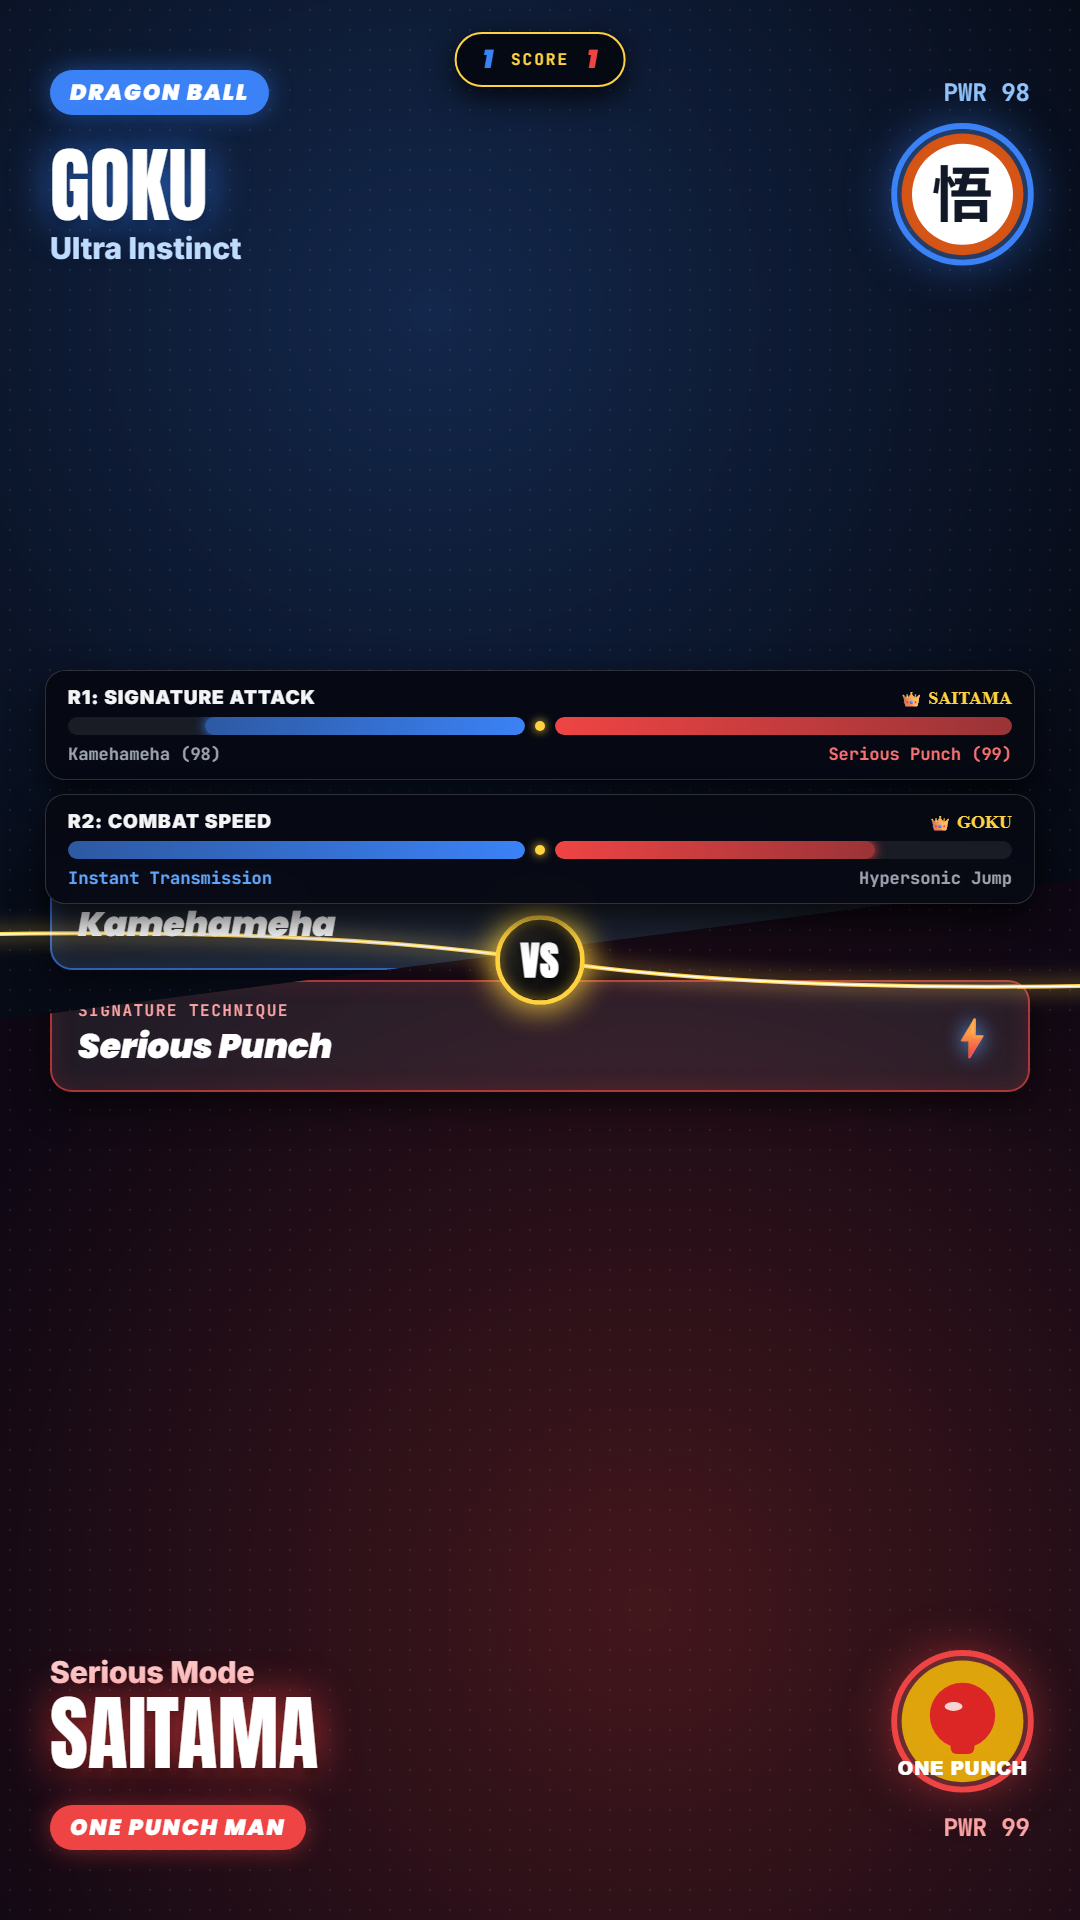 1 SCORE 1
DRAGON BALL
PWR 98
GOKU
悟
Ultra Instinct
R1: SIGNATURE ATTACK
👑 SAITAMA
Kamehameha (98)
Serious Punch (99)
R2: COMBAT SPEED
👑 GOKU
Instant Transmission
Hypersonic Jump
Kamehameha
VS
SIGNATURE TECHNIQUE
Serious Punch
Serious Mode
SAITAMA
ONE PUNCH
ONE PUNCH MAN
PWR 99